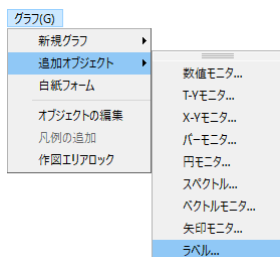 グラフ(G)
新規グラフ
追加オブジェクト
白紙フォーム
オブジェクトの編集
凡例の追加
作図エリアロック
数値モニタ...
T-Yモニタ...
X-Yモニタ...
バーモニタ...
円モニタ...
スペクトル...
ベクトルモニタ...
矢印モニタ...
ラベル...